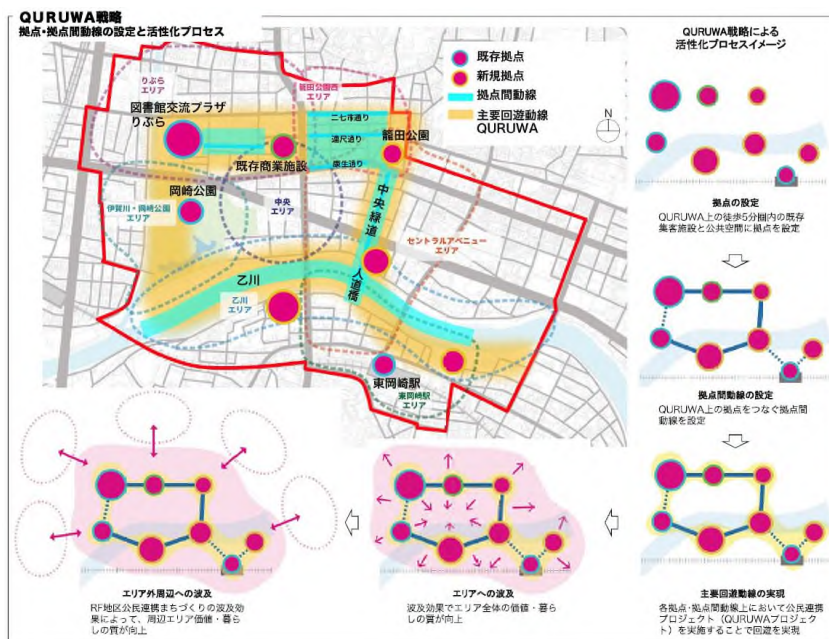 QURUWA戦略
拠点・拠点間動線の設定と活性化プロセス
既存拠点
新規拠点
拠点間動線
主要回遊動線
QURUWA
N
りぶら
エリア
籠田公園西
エリア
図書館交流プラザ
りぶら
二七市通り
連尺通り
康生通り
籠田公園
既存商業施設
岡崎公園
伊賀川・岡崎公園
エリア
中央
エリア
中央緑道
セントラルアベニュー
エリア
人道橋
乙川
乙川
エリア
東岡崎駅
東岡崎駅
エリア
QURUWA戦略による
活性化プロセスイメージ
拠点の設定
QURUWA上の徒歩5分圏内の既存
集客施設と公共空間に拠点を設定
拠点間動線の設定
QURUWA上の拠点をつなぐ拠点間
動線を設定
主要回遊動線の実現
各拠点・拠点間動線上において公民連携
プロジェクト（QURUWAプロジェク
ト）を実施することで回遊を実現
エリアへの波及
波及効果でエリア全体の価値・暮ら
しの質が向上
エリア外周辺への波及
RF地区公民連携まちづくりの波及効
果によって、周辺エリア価値・暮ら
しの質が向上